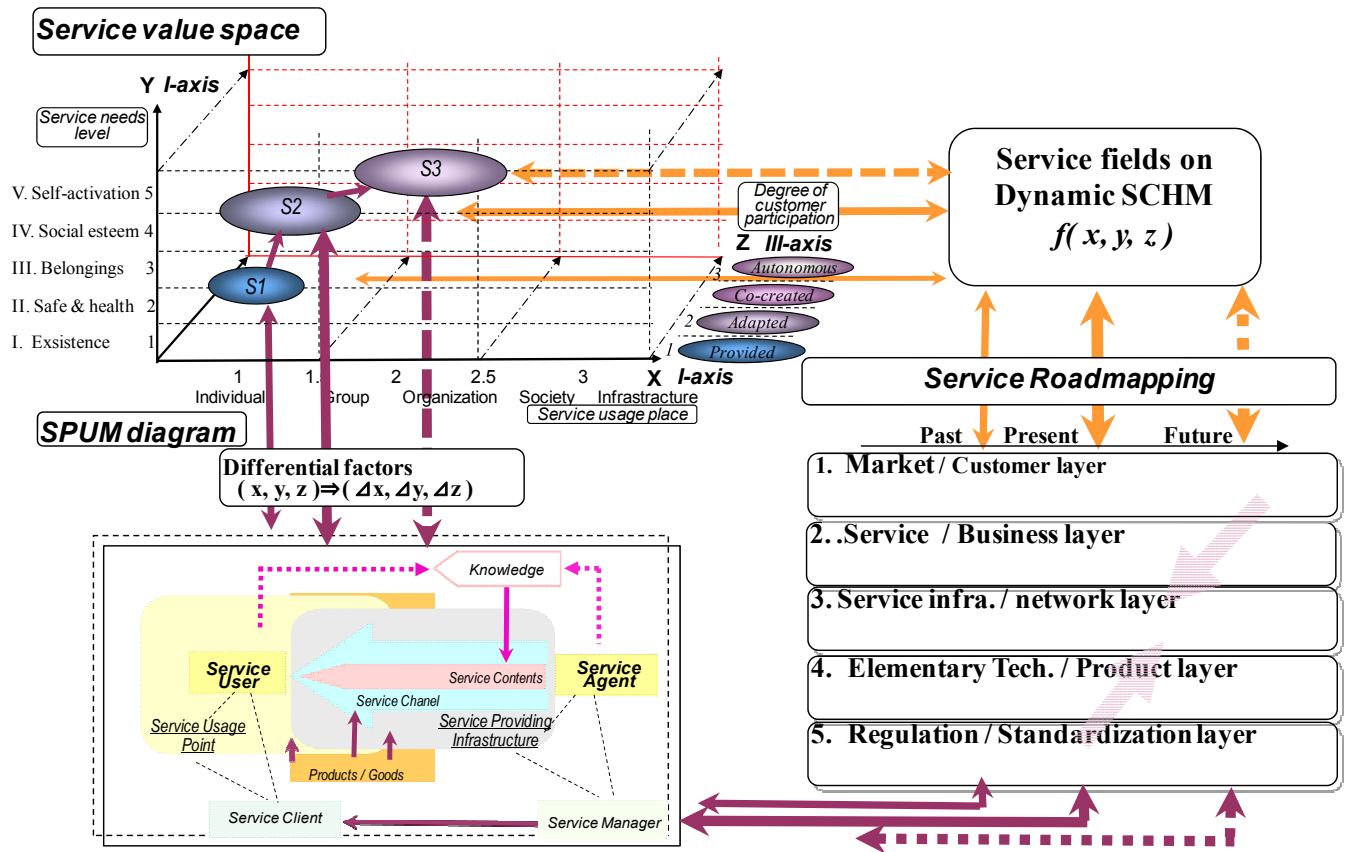 Service value space
Y I-axis
Service needs
level
V. Self-activation 5
IV. Social esteem 4
III. Belongings 3
II. Safe & health 2
I. Exsistence 1
S3
S2
S1
1
1.
2
2.5
3
X I-axis
Individual
Group
Organization
Society
Infrastracture
Service usage place
Degree of
customer
participation
Z III-axis
Autonomous
3
Co-created
2
Adapted
1
Provided
Service fields on
Dynamic SCHM
f( x, y, z )
Service Roadmapping
Past
Present
Future
1. Market / Customer layer
2. .Service / Business layer
3. Service infra. / network layer
4. Elementary Tech. / Product layer
5. Regulation / Standardization layer
SPUM diagram
Differential factors
( x, y, z )⇒( ⊿x, ⊿y, ⊿z )
Knowledge
Service
User
Service
Agent
Service Contents
Service Chanel
Service Usage
Point
Service Providing
Infrastructure
Products / Goods
Service Client
Service Manager